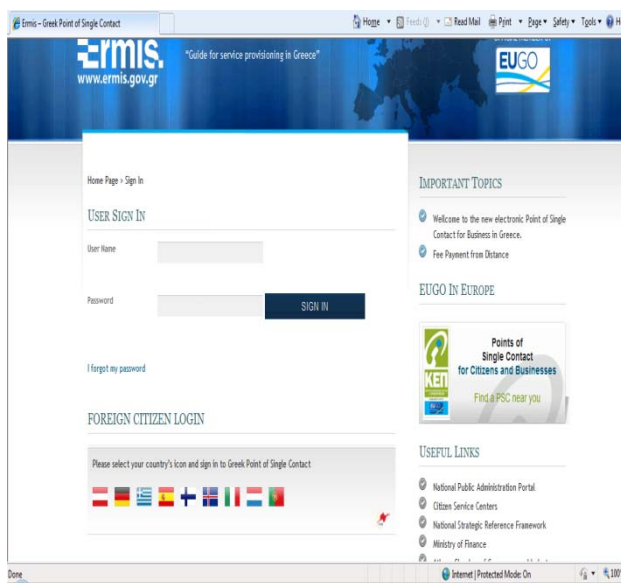 Ermis – Greek Point of Single Contact
Home
Feeds (J)
Read Mail
Print
Page
Safety
Tools
Ermis.
www.ermis.gov.gr
"Guide for service provisioning in Greece"
EUGO
Home Page > Sign In
USER SIGN IN
User Name
Password
SIGN IN
I forgot my password
FOREIGN CITIZEN LOGIN
Please select your country's icon and sign in to Greek Point of Single Contact
IMPORTANT TOPICS
Wellcome to the new electronic Point of Single
Contact for Business in Greece.
Fee Payment from Distance
EUGO IN EUROPE
ΚΕΠ
Points of
Single Contact
for Citizens and Businesses
Find a PSC near you
USEFUL LINKS
National Public Administration Portal
Citizen Service Centers
National Strategic Reference Framework
Ministry of Finance
Done
Internet | Protected Mode: On